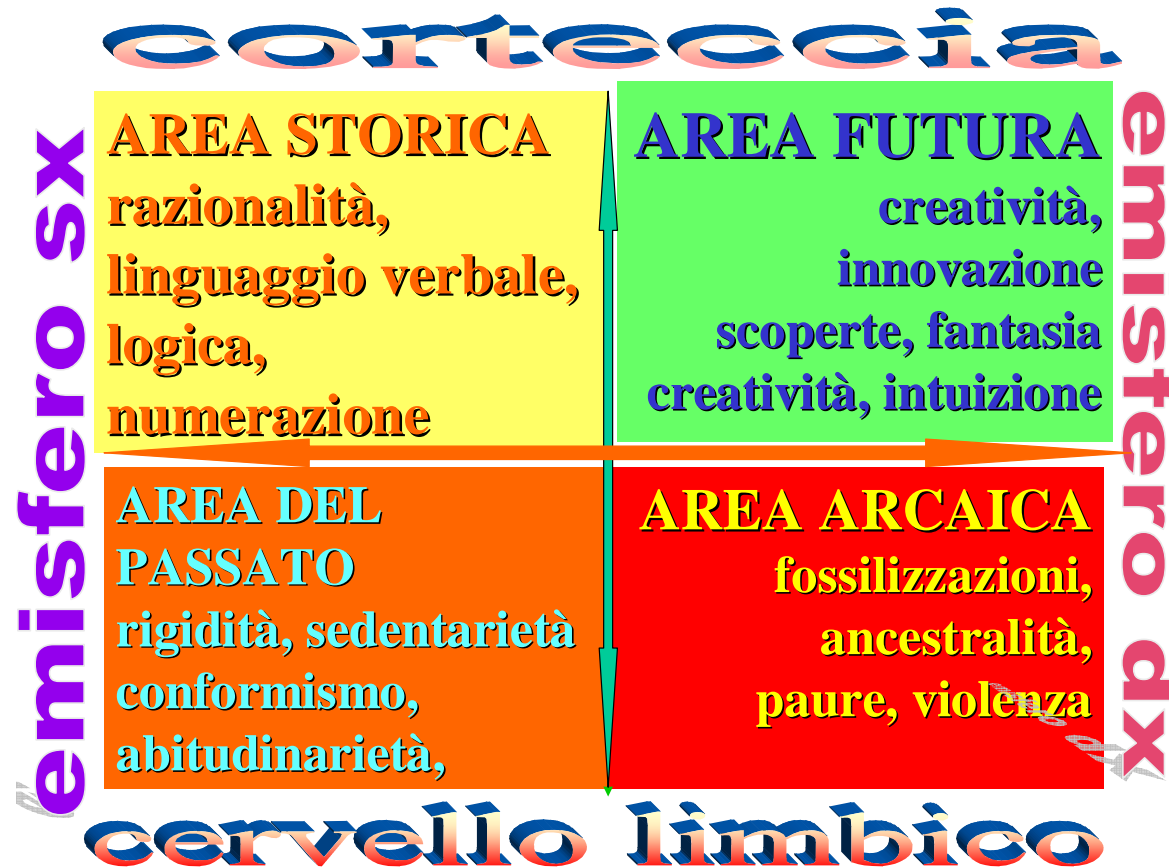 corteccia
emisfero sx
AREA STORICA
razionalità,
linguaggio verbale,
logica,
numerazione
AREA FUTURA
creatività,
innovazione
scoperte, fantasia
creatività, intuizione
emisfero dx
AREA DEL
PASSATO
rigidità, sedentarietà
conformismo,
abitudinarietà,
AREA ARCAICA
fossilizzazioni,
ancestralità,
paure, violenza
cervello limbico